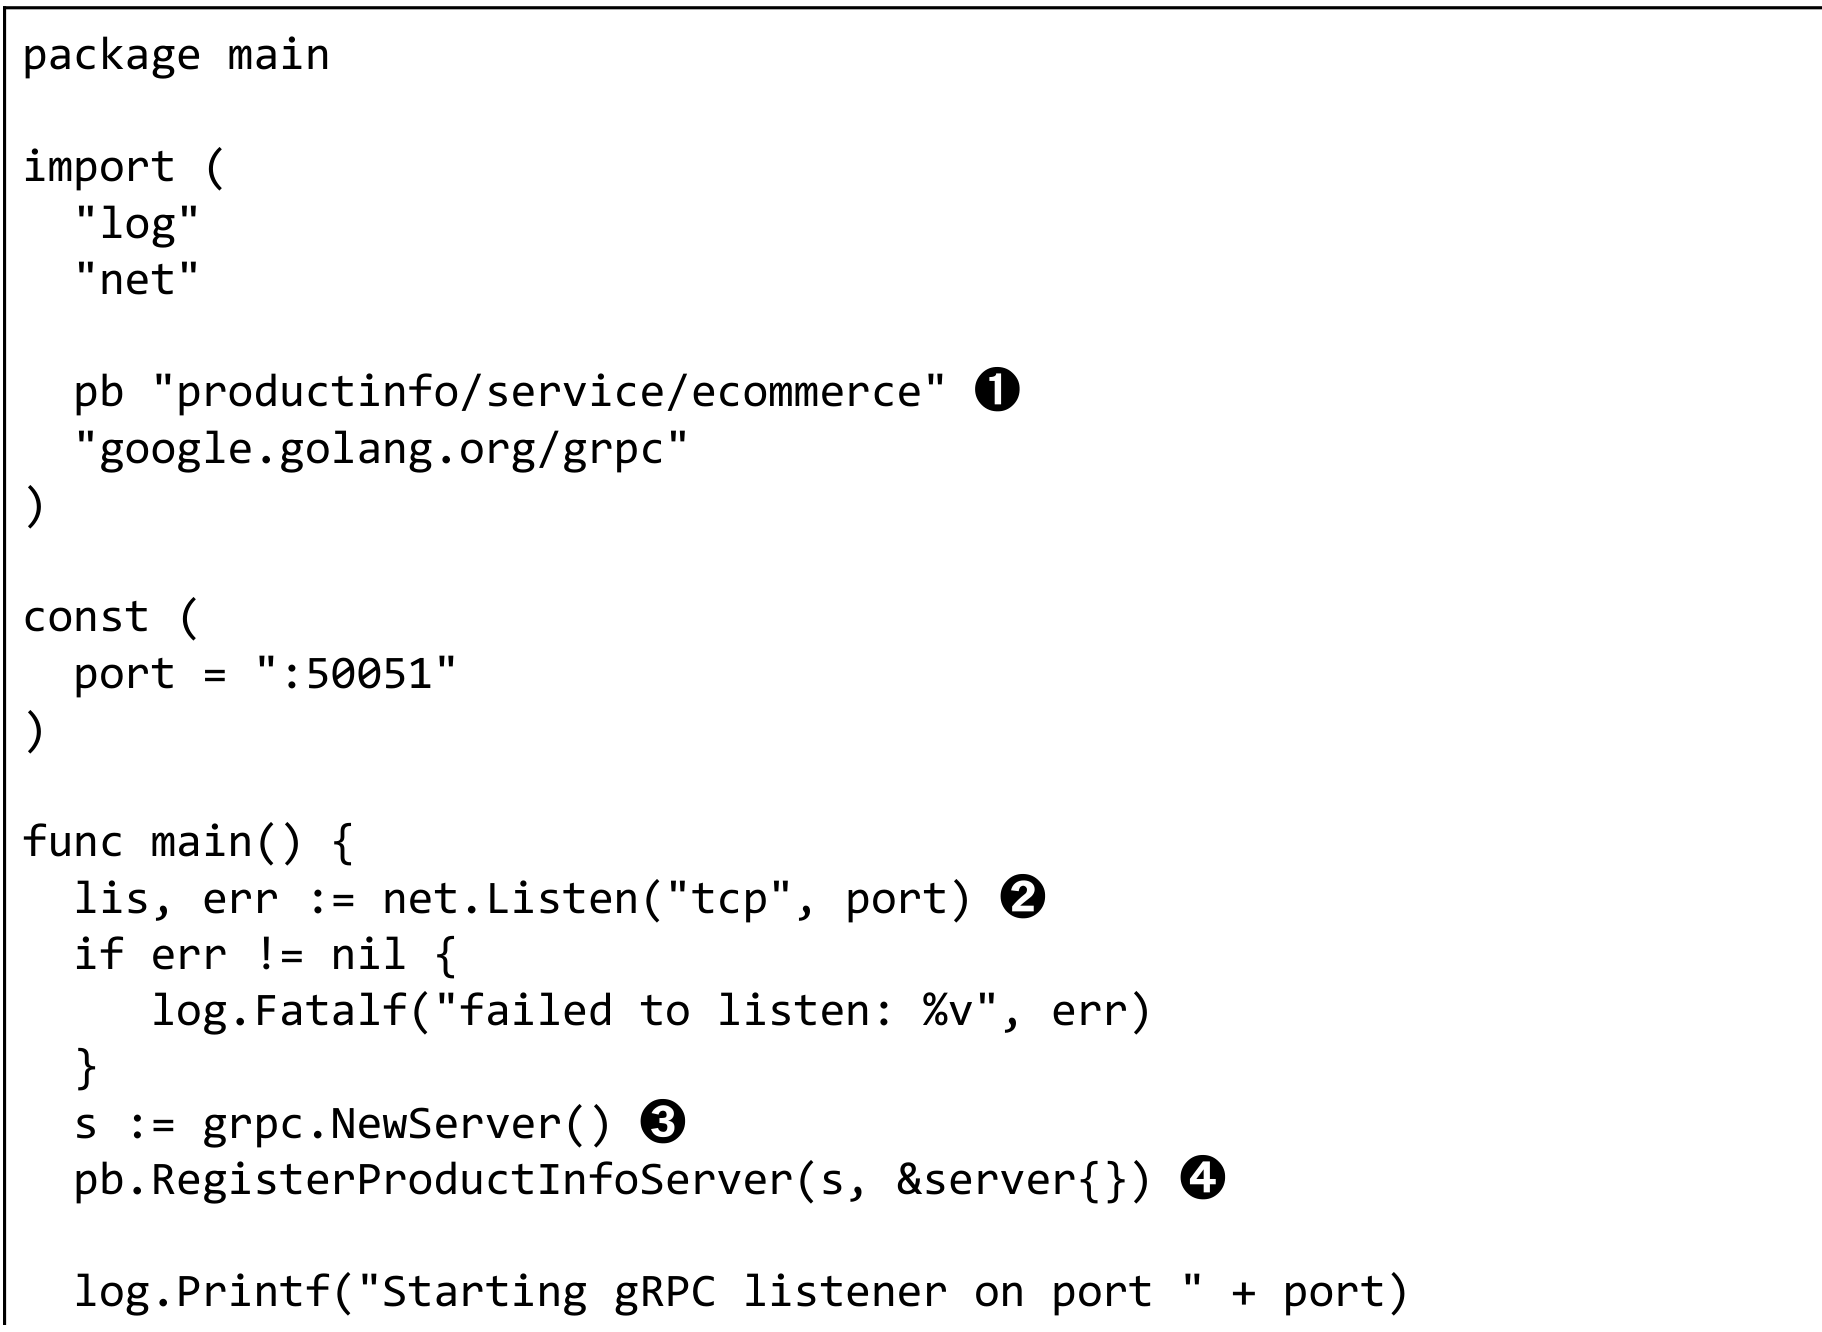 package main
import (
"log"
"net"
pb "productinfo/service/ecommerce" ❶
"google.golang.org/grpc"
)
const (
port = ":50051"
)
func main() {
lis, err := net.Listen("tcp", port) ❷
if err != nil {
log.Fatalf("failed to listen: %v", err)
}
s := grpc.NewServer() ❸
pb.RegisterProductInfoServer(s, &server{}) ❹
log.Printf("Starting gRPC listener on port " + port)